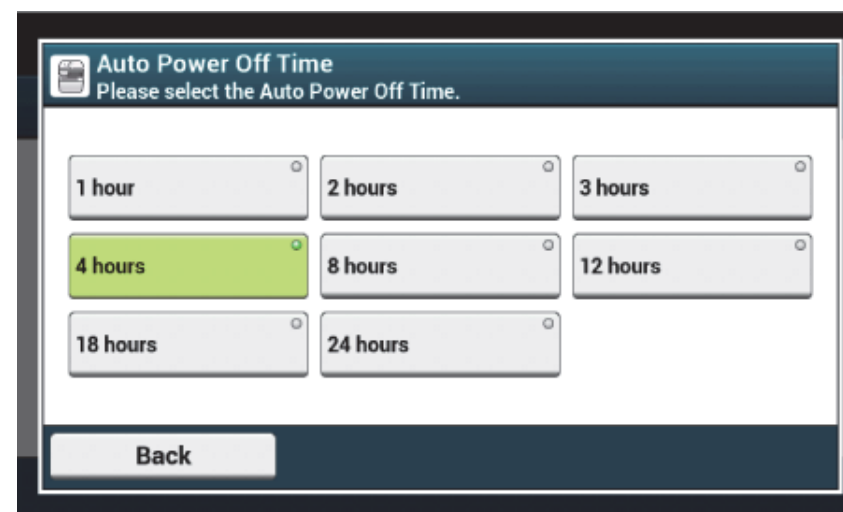 Auto Power Off Time
Please select the Auto Power Off Time.
1 hour
2 hours
3 hours
4 hours
8 hours
12 hours
18 hours
24 hours
Back